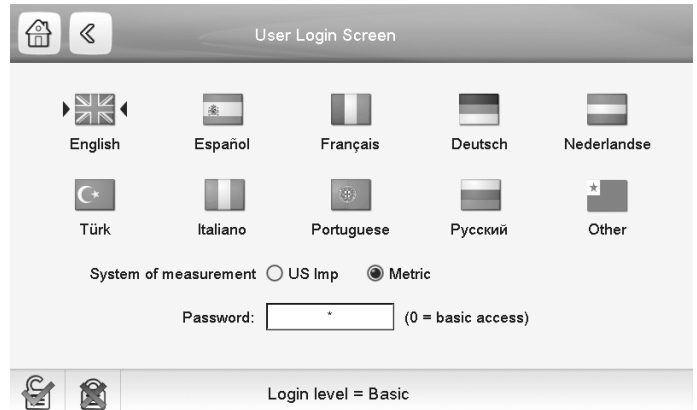 User Login Screen
English Español Français Deutsch Nederlandse
Türk Italiano Portuguese Русский Other
System of measurement US Imp Metric
Password: * (0 = basic access)
Login level = Basic